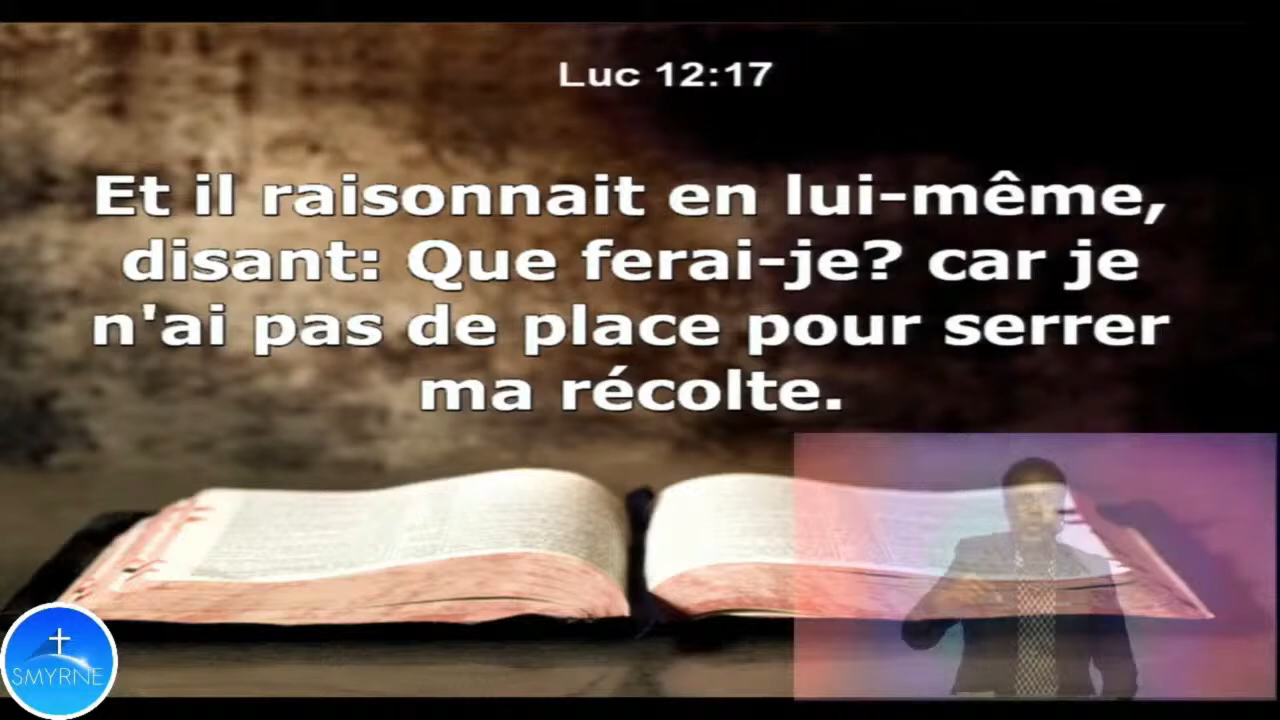 Luc 12:17
Et il raisonnait en lui-même,
disant: Que ferai-je? car je
n'ai pas de place pour serrer
ma récolte.
SMYRNE